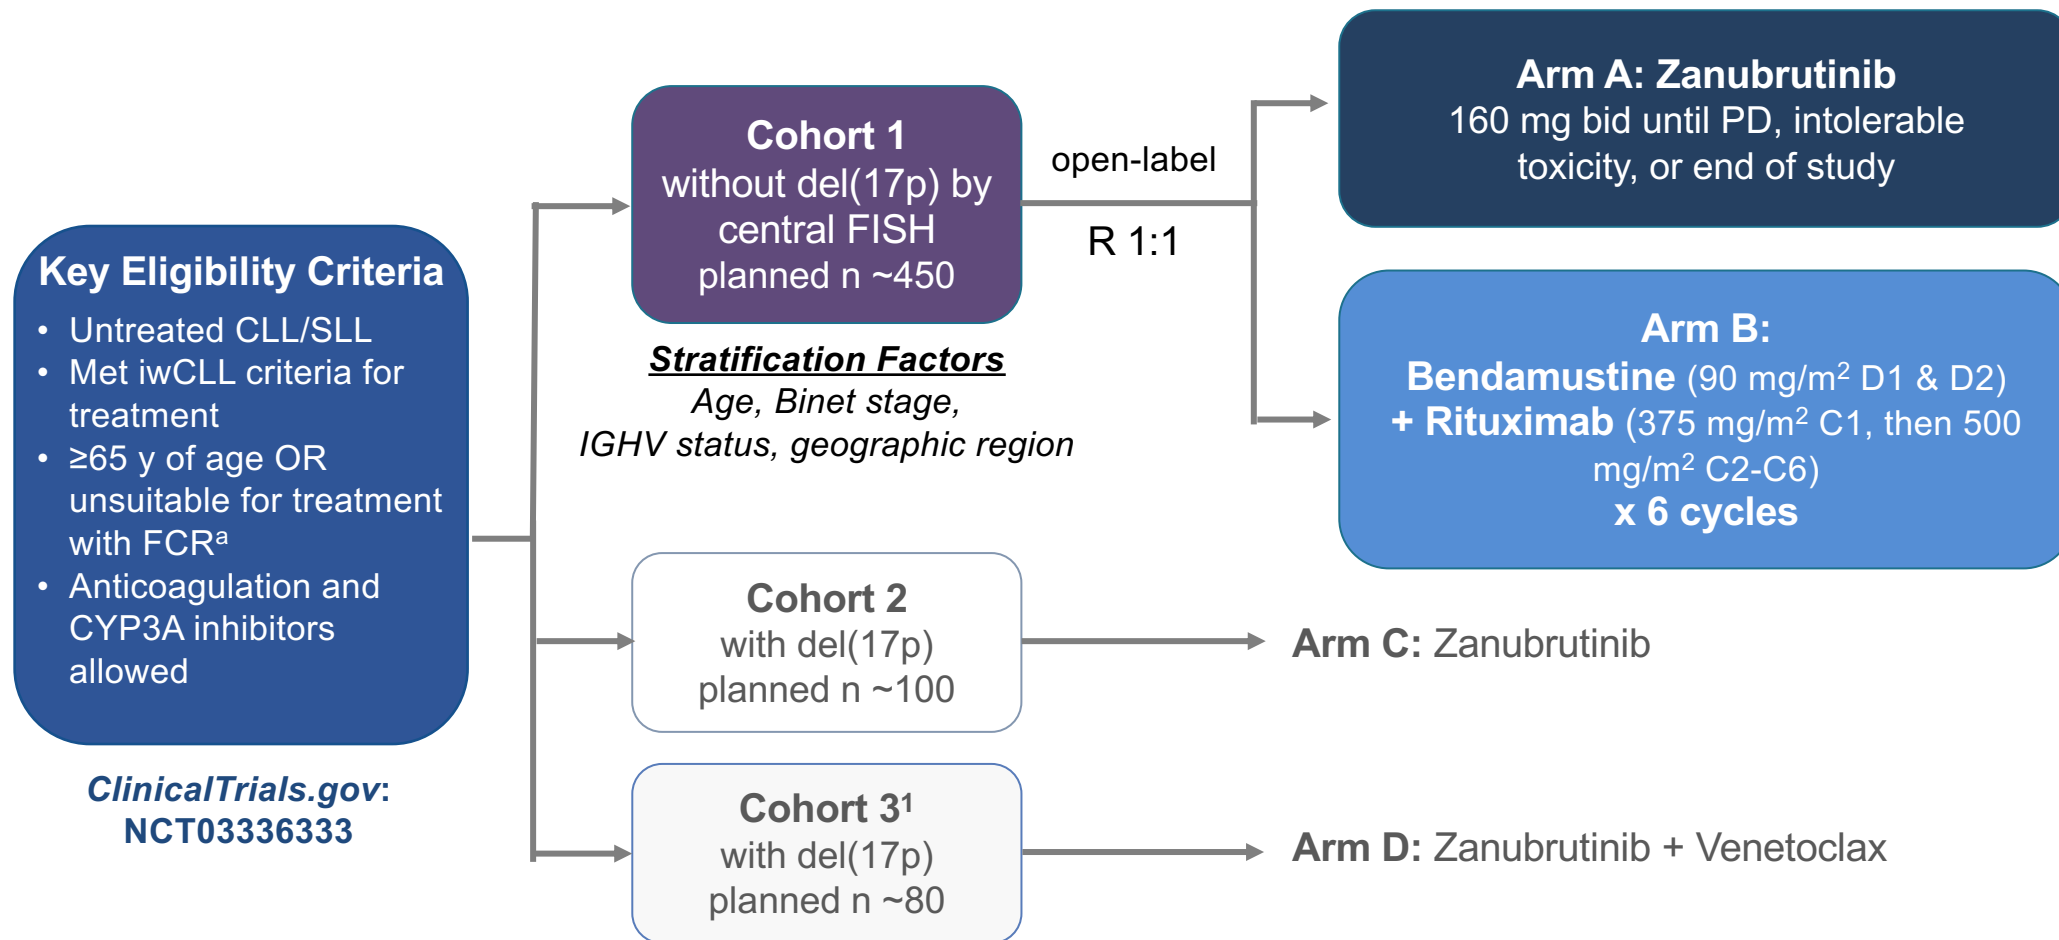 Key Eligibility Criteria
• Untreated CLL/SLL
• Met iwCLL criteria for
treatment
• ≥65 y of age OR
unsuitable for treatment
with FCRᵃ
• Anticoagulation and
CYP3A inhibitors
allowed
ClinicalTrials.gov:
NCT03336333
Cohort 1
without del(17p) by
central FISH
planned n ~450
Stratification Factors
Age, Binet stage,
IGHV status, geographic region
open-label
R 1:1
Arm A: Zanubrutinib
160 mg bid until PD, intolerable
toxicity, or end of study
Arm B:
Bendamustine (90 mg/m² D1 & D2)
+ Rituximab (375 mg/m² C1, then 500
mg/m² C2-C6)
x 6 cycles
Cohort 2
with del(17p)
planned n ~100
Arm C: Zanubrutinib
Cohort 3¹
with del(17p)
planned n ~80
Arm D: Zanubrutinib + Venetoclax